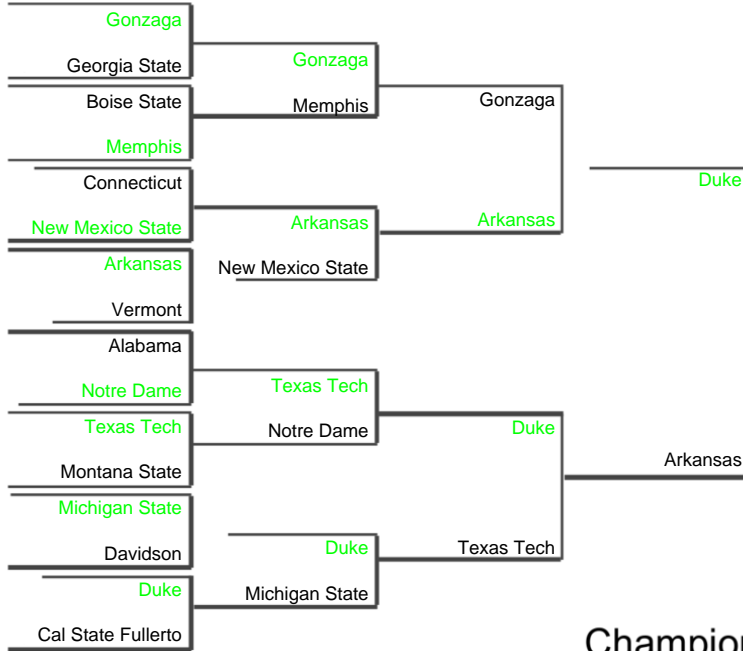 Gonzaga
Georgia State
Boise State
Memphis
Connecticut
New Mexico State
Arkansas
Vermont
Alabama
Notre Dame
Texas Tech
Montana State
Michigan State
Davidson
Duke
Cal State Fullerto
Gonzaga
Memphis
Arkansas
New Mexico State
Texas Tech
Notre Dame
Duke
Michigan State
Gonzaga
Arkansas
Duke
Texas Tech
Duke
Arkansas
Champion